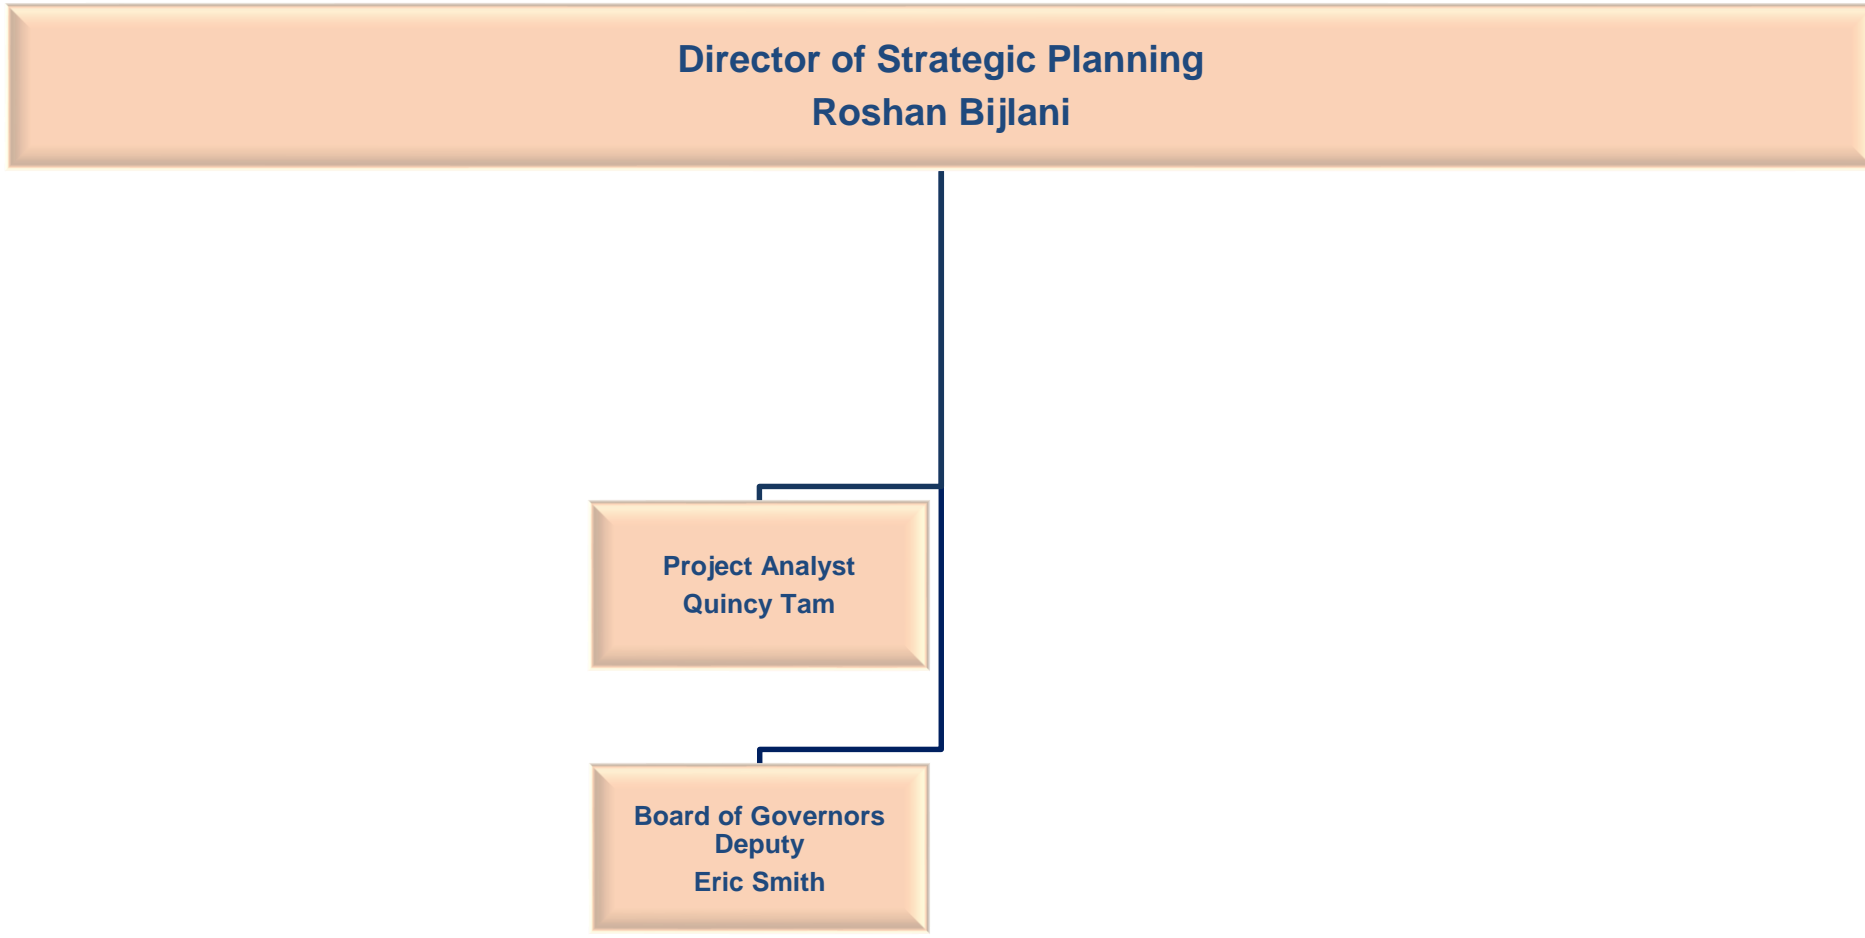 Director of Strategic Planning
Roshan Bijlani
Project Analyst
Quincy Tam
Board of Governors
Deputy
Eric Smith